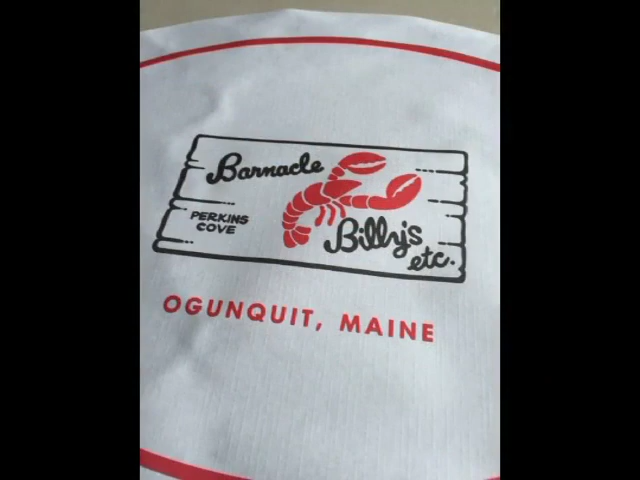 Barnacle
PERKINS
COVE
Billy's
etc.
OGUNQUIT, MAINE